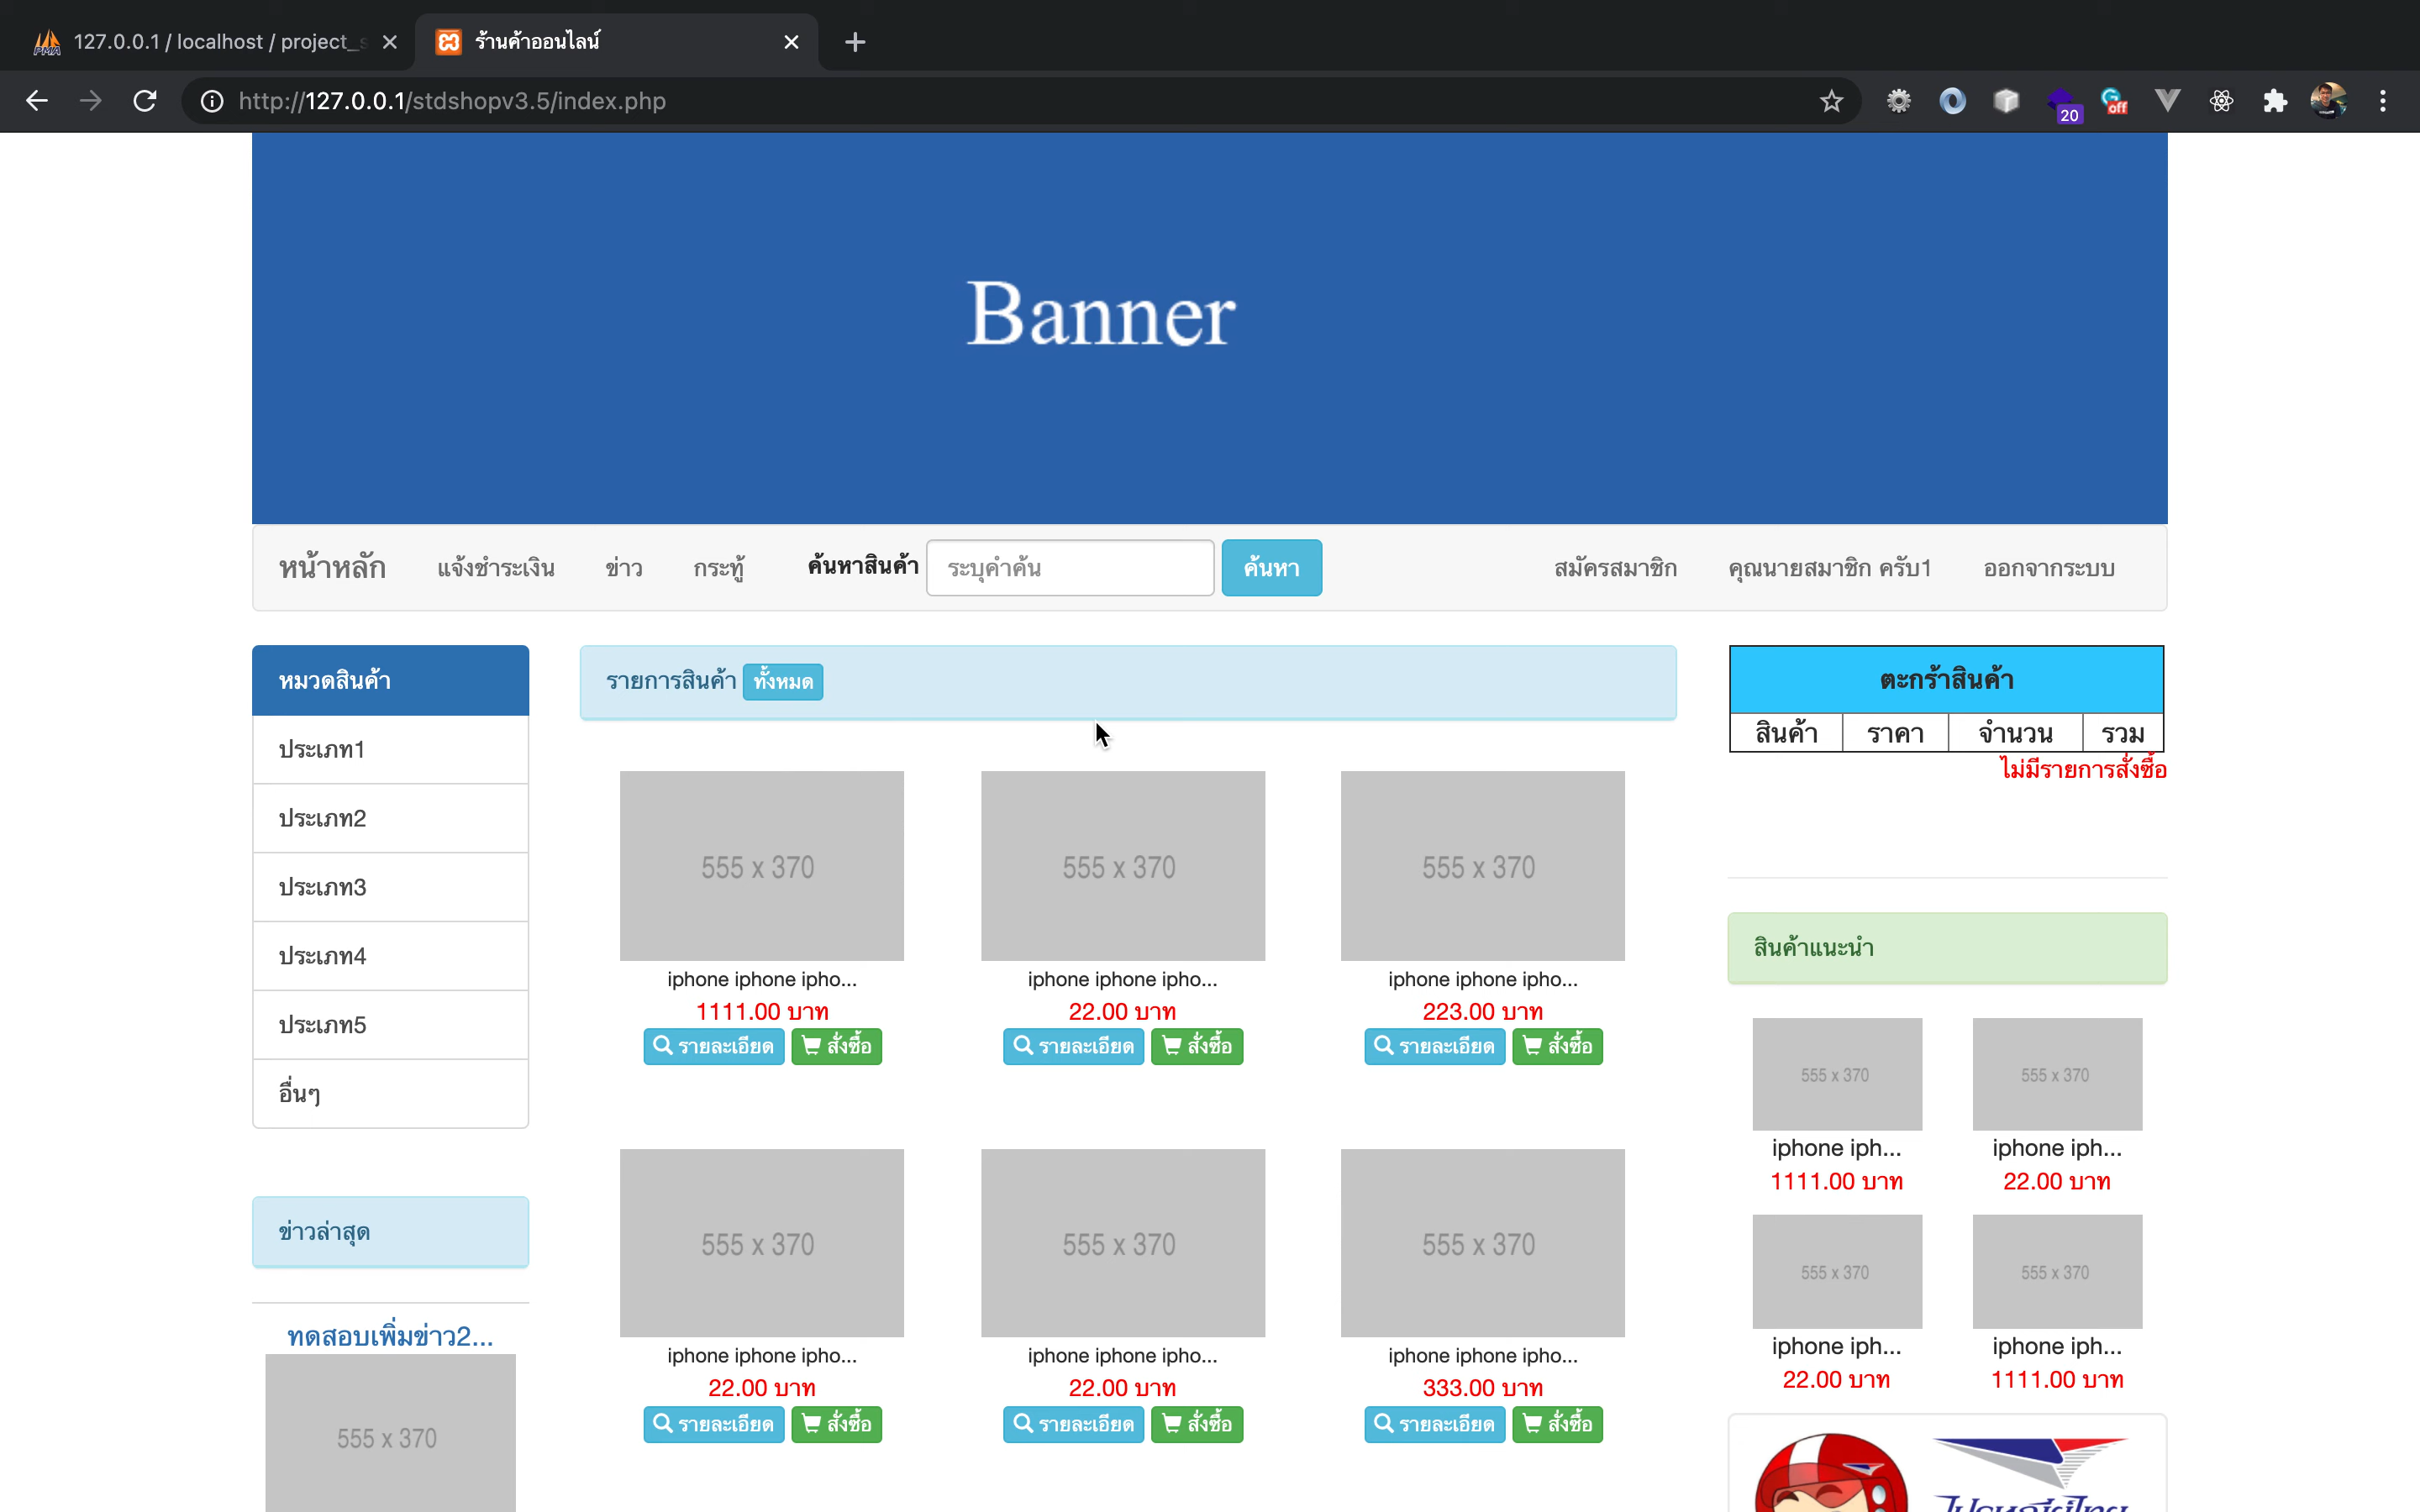 127.0.0.1 / localhost / project_s
ร้านค้าออนไลน์
http://127.0.0.1/stdshopv3.5/index.php
20
off
Banner
หน้าหลัก แจ้งชำระเงิน ข่าว กระทู้ ค้นหาสินค้า ระบุคำค้น ค้นหา สมัครสมาชิก คุณนายสมาชิก ครับ1 ออกจากระบบ
หมวดสินค้า
ประเภท1
ประเภท2
ประเภท3
ประเภท4
ประเภท5
อื่นๆ
ข่าวล่าสุด
ทดสอบเพิ่มข่าว2...
555 x 370
รายการสินค้า ทั้งหมด
555 x 370 555 x 370 555 x 370
iphone iphone ipho... iphone iphone ipho... iphone iphone ipho...
1111.00 บาท 22.00 บาท 223.00 บาท
รายละเอียด สั่งซื้อ รายละเอียด สั่งซื้อ รายละเอียด สั่งซื้อ
555 x 370 555 x 370 555 x 370
iphone iphone ipho... iphone iphone ipho... iphone iphone ipho...
22.00 บาท 22.00 บาท 333.00 บาท
รายละเอียด สั่งซื้อ รายละเอียด สั่งซื้อ รายละเอียด สั่งซื้อ
ตะกร้าสินค้า
สินค้า ราคา จำนวน รวม
ไม่มีรายการสั่งซื้อ
สินค้าแนะนำ
555 x 370 555 x 370
iphone iph... iphone iph...
1111.00 บาท 22.00 บาท
555 x 370 555 x 370
iphone iph... iphone iph...
22.00 บาท 1111.00 บาท